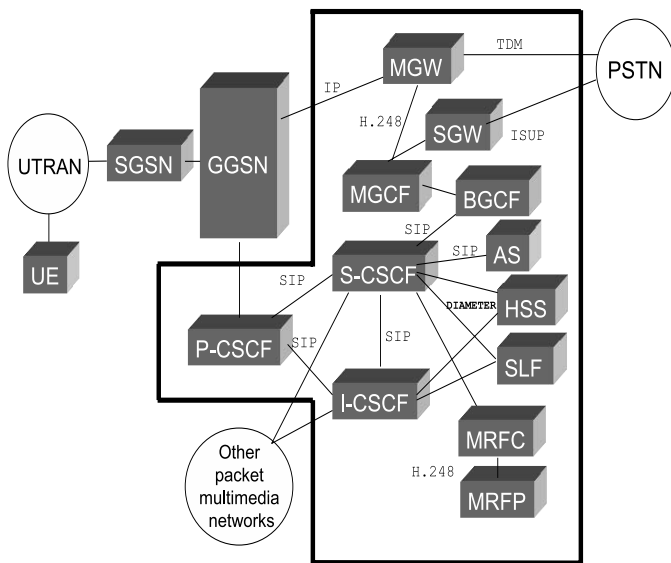 TDM
MGW
PSTN
IP
H.248
SGW
ISUP
SGSN
GGSN
UTRAN
MGCF
BGCF
SIP
AS
SIP
UE
SIP
S-CSCF
DIAMETER
HSS
P-CSCF
SIP
SIP
SLF
I-CSCF
MRFC
Other
packet
multimedia
networks
H.248
MRFP